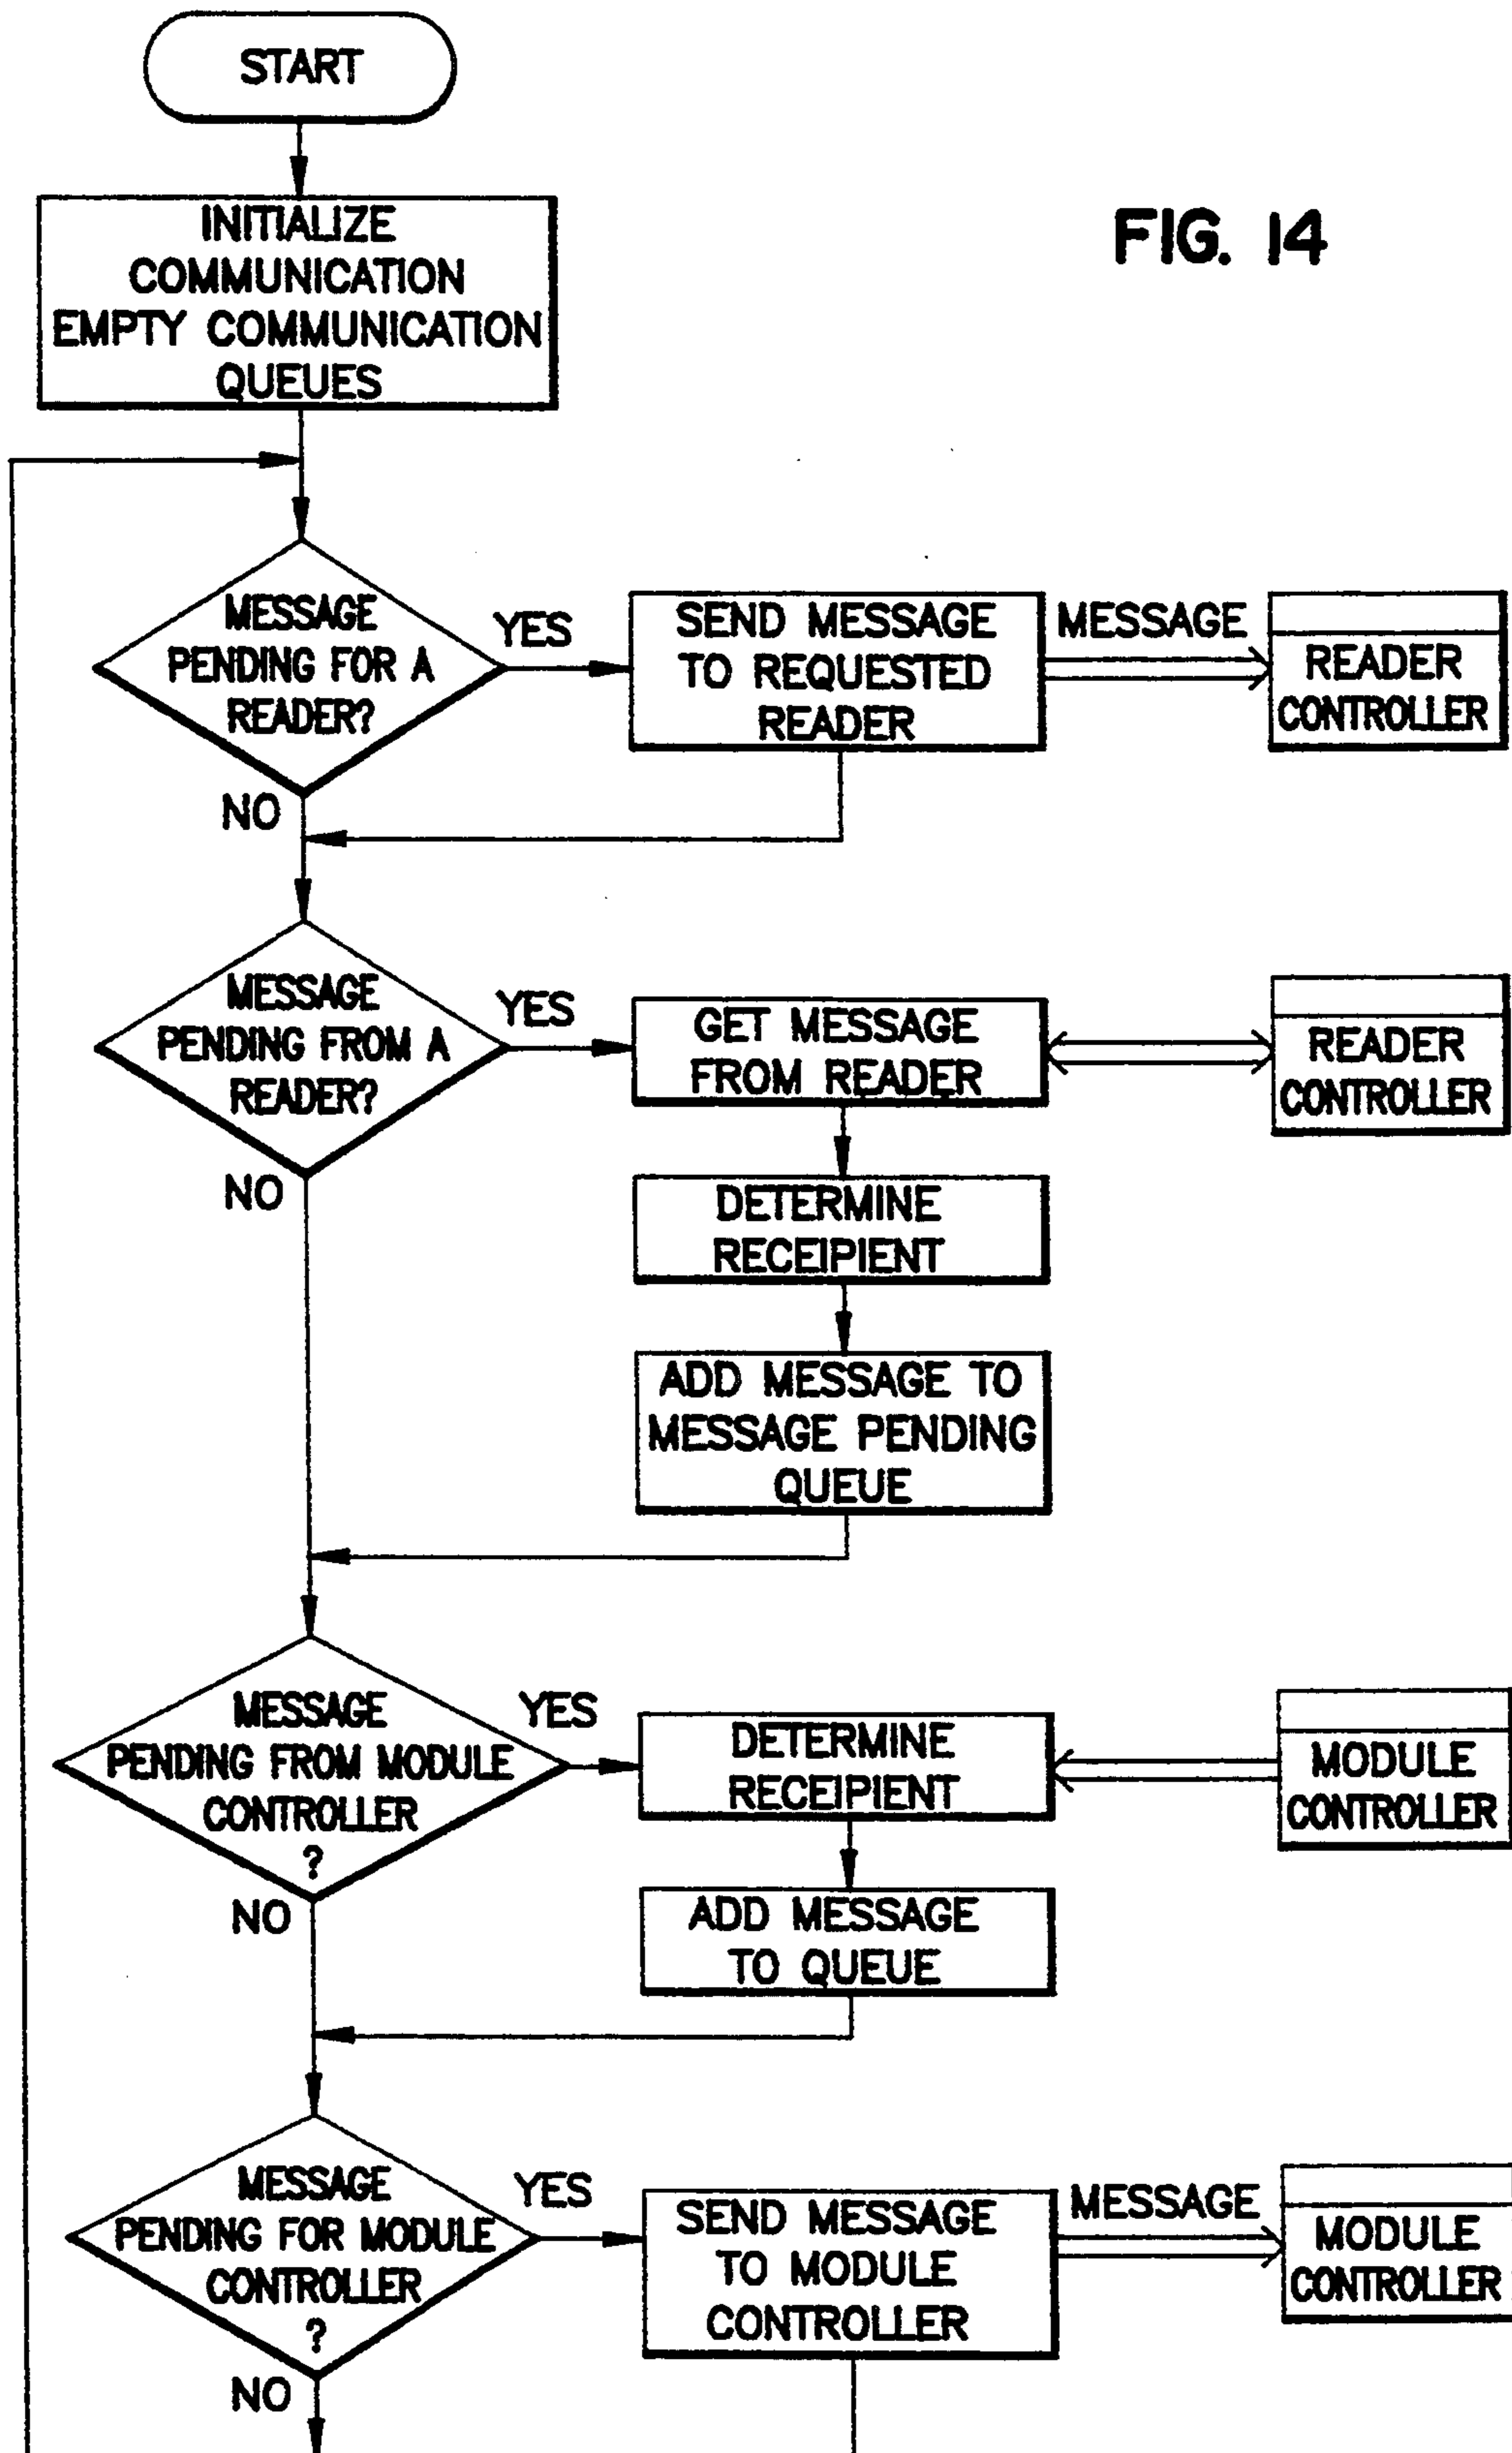 START
FIG. 14
INITIALIZE
COMMUNICATION
EMPTY COMMUNICATION
QUEUES
MESSAGE
PENDING FOR A
READER?
YES
NO
SEND MESSAGE
TO REQUESTED
READER
MESSAGE
READER
CONTROLLER
MESSAGE
PENDING FROM A
READER?
YES
NO
GET MESSAGE
FROM READER
READER
CONTROLLER
DETERMINE
RECEIPIENT
ADD MESSAGE TO
MESSAGE PENDING
QUEUE
MESSAGE
PENDING FROM MODULE
CONTROLLER
?
YES
NO
DETERMINE
RECEIPIENT
MODULE
CONTROLLER
ADD MESSAGE
TO QUEUE
MESSAGE
PENDING FOR MODULE
CONTROLLER
?
YES
NO
SEND MESSAGE
TO MODULE
CONTROLLER
MESSAGE
MODULE
CONTROLLER